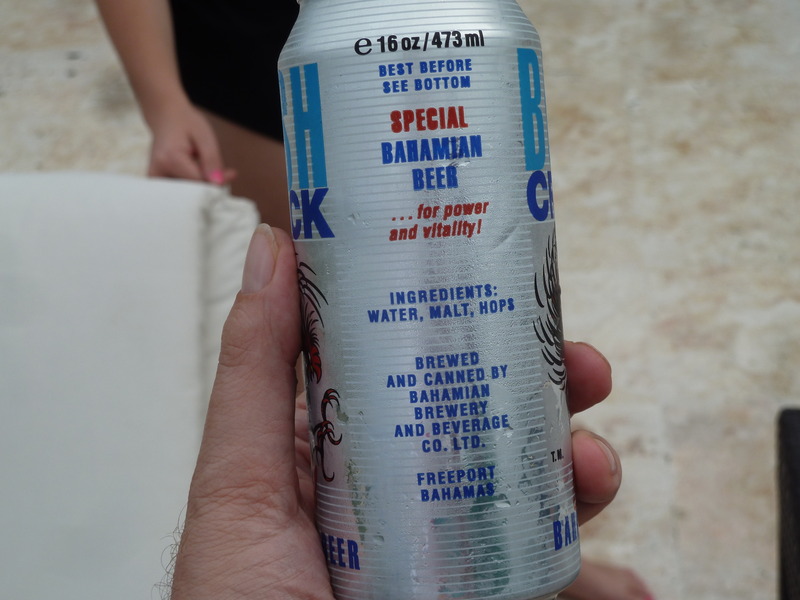 e 16 oz/473 ml
BEST BEFORE
SEE BOTTOM
SPECIAL
BAHAMIAN
BEER
...for power
and vitality!
INGREDIENTS:
WATER, MALT, HOPS
BREWED
AND CANNED BY
BAHAMIAN
BREWERY
AND BEVERAGE
CO. LTD.
FREEPORT
BAHAMAS
T.M.